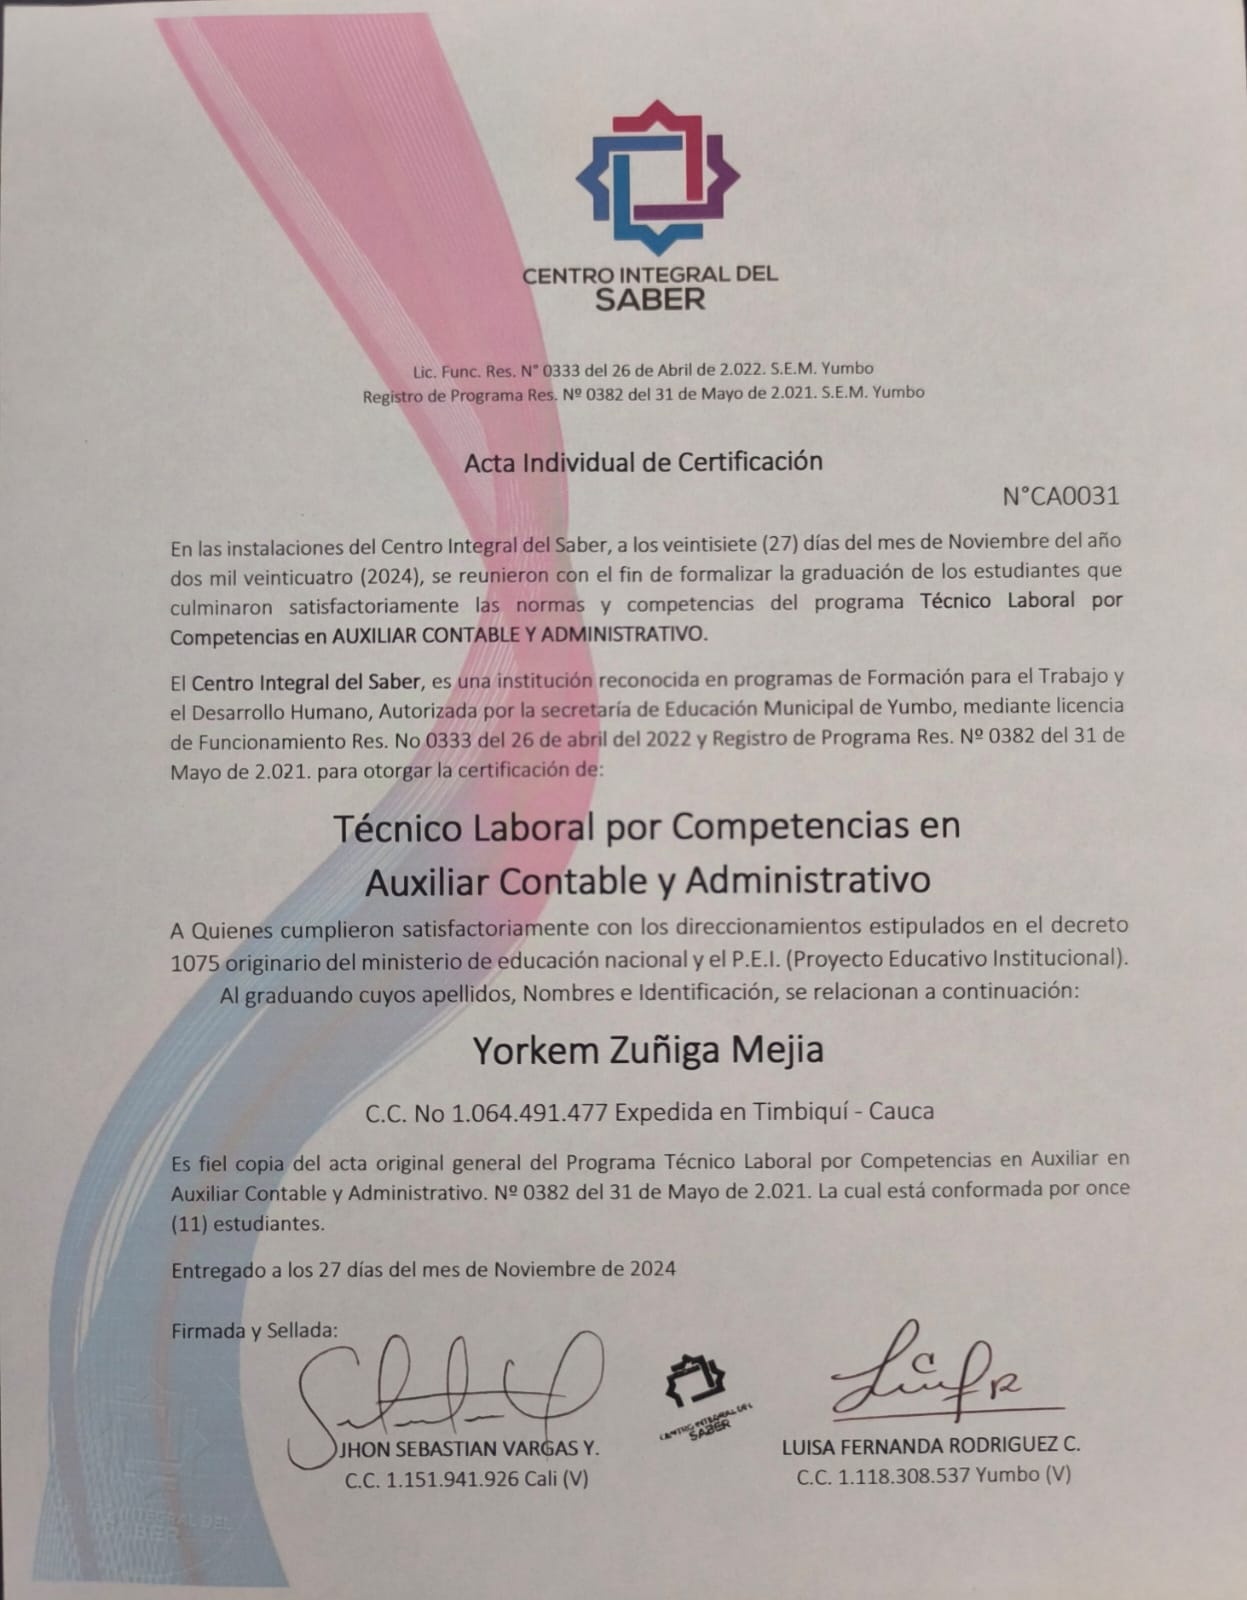 CENTRO INTEGRAL DEL
SABER
Lic. Func. Res. N° 0333 del 26 de Abril de 2.022. S.E.M. Yumbo
Registro de Programa Res. Nº 0382 del 31 de Mayo de 2.021. S.E.M. Yumbo
Acta Individual de Certificación
N°CA0031
En las instalaciones del Centro Integral del Saber, a los veintisiete (27) días del mes de Noviembre del año
dos mil veinticuatro (2024), se reunieron con el fin de formalizar la graduación de los estudiantes que
culminaron satisfactoriamente las normas y competencias del programa Técnico Laboral por
Competencias en AUXILIAR CONTABLE Y ADMINISTRATIVO.
El Centro Integral del Saber, es una institución reconocida en programas de Formación para el Trabajo y
el Desarrollo Humano, Autorizada por la secretaría de Educación Municipal de Yumbo, mediante licencia
de Funcionamiento Res. No 0333 del 26 de abril del 2022 y Registro de Programa Res. Nº 0382 del 31 de
Mayo de 2.021. para otorgar la certificación de:
Técnico Laboral por Competencias en
Auxiliar Contable y Administrativo
A Quienes cumplieron satisfactoriamente con los direccionamientos estipulados en el decreto
1075 originario del ministerio de educación nacional y el P.E.I. (Proyecto Educativo Institucional).
Al graduando cuyos apellidos, Nombres e Identificación, se relacionan a continuación:
Yorkem Zuñiga Mejia
C.C. No 1.064.491.477 Expedida en Timbiquí - Cauca
Es fiel copia del acta original general del Programa Técnico Laboral por Competencias en Auxiliar en
Auxiliar Contable y Administrativo. Nº 0382 del 31 de Mayo de 2.021. La cual está conformada por once
(11) estudiantes.
Entregado a los 27 días del mes de Noviembre de 2024
Firmada y Sellada:
CENTRO INTEGRAL DEL
SABER
JHON SEBASTIAN VARGAS Y.
C.C. 1.151.941.926 Cali (V)
LUISA FERNANDA RODRIGUEZ C.
C.C. 1.118.308.537 Yumbo (V)